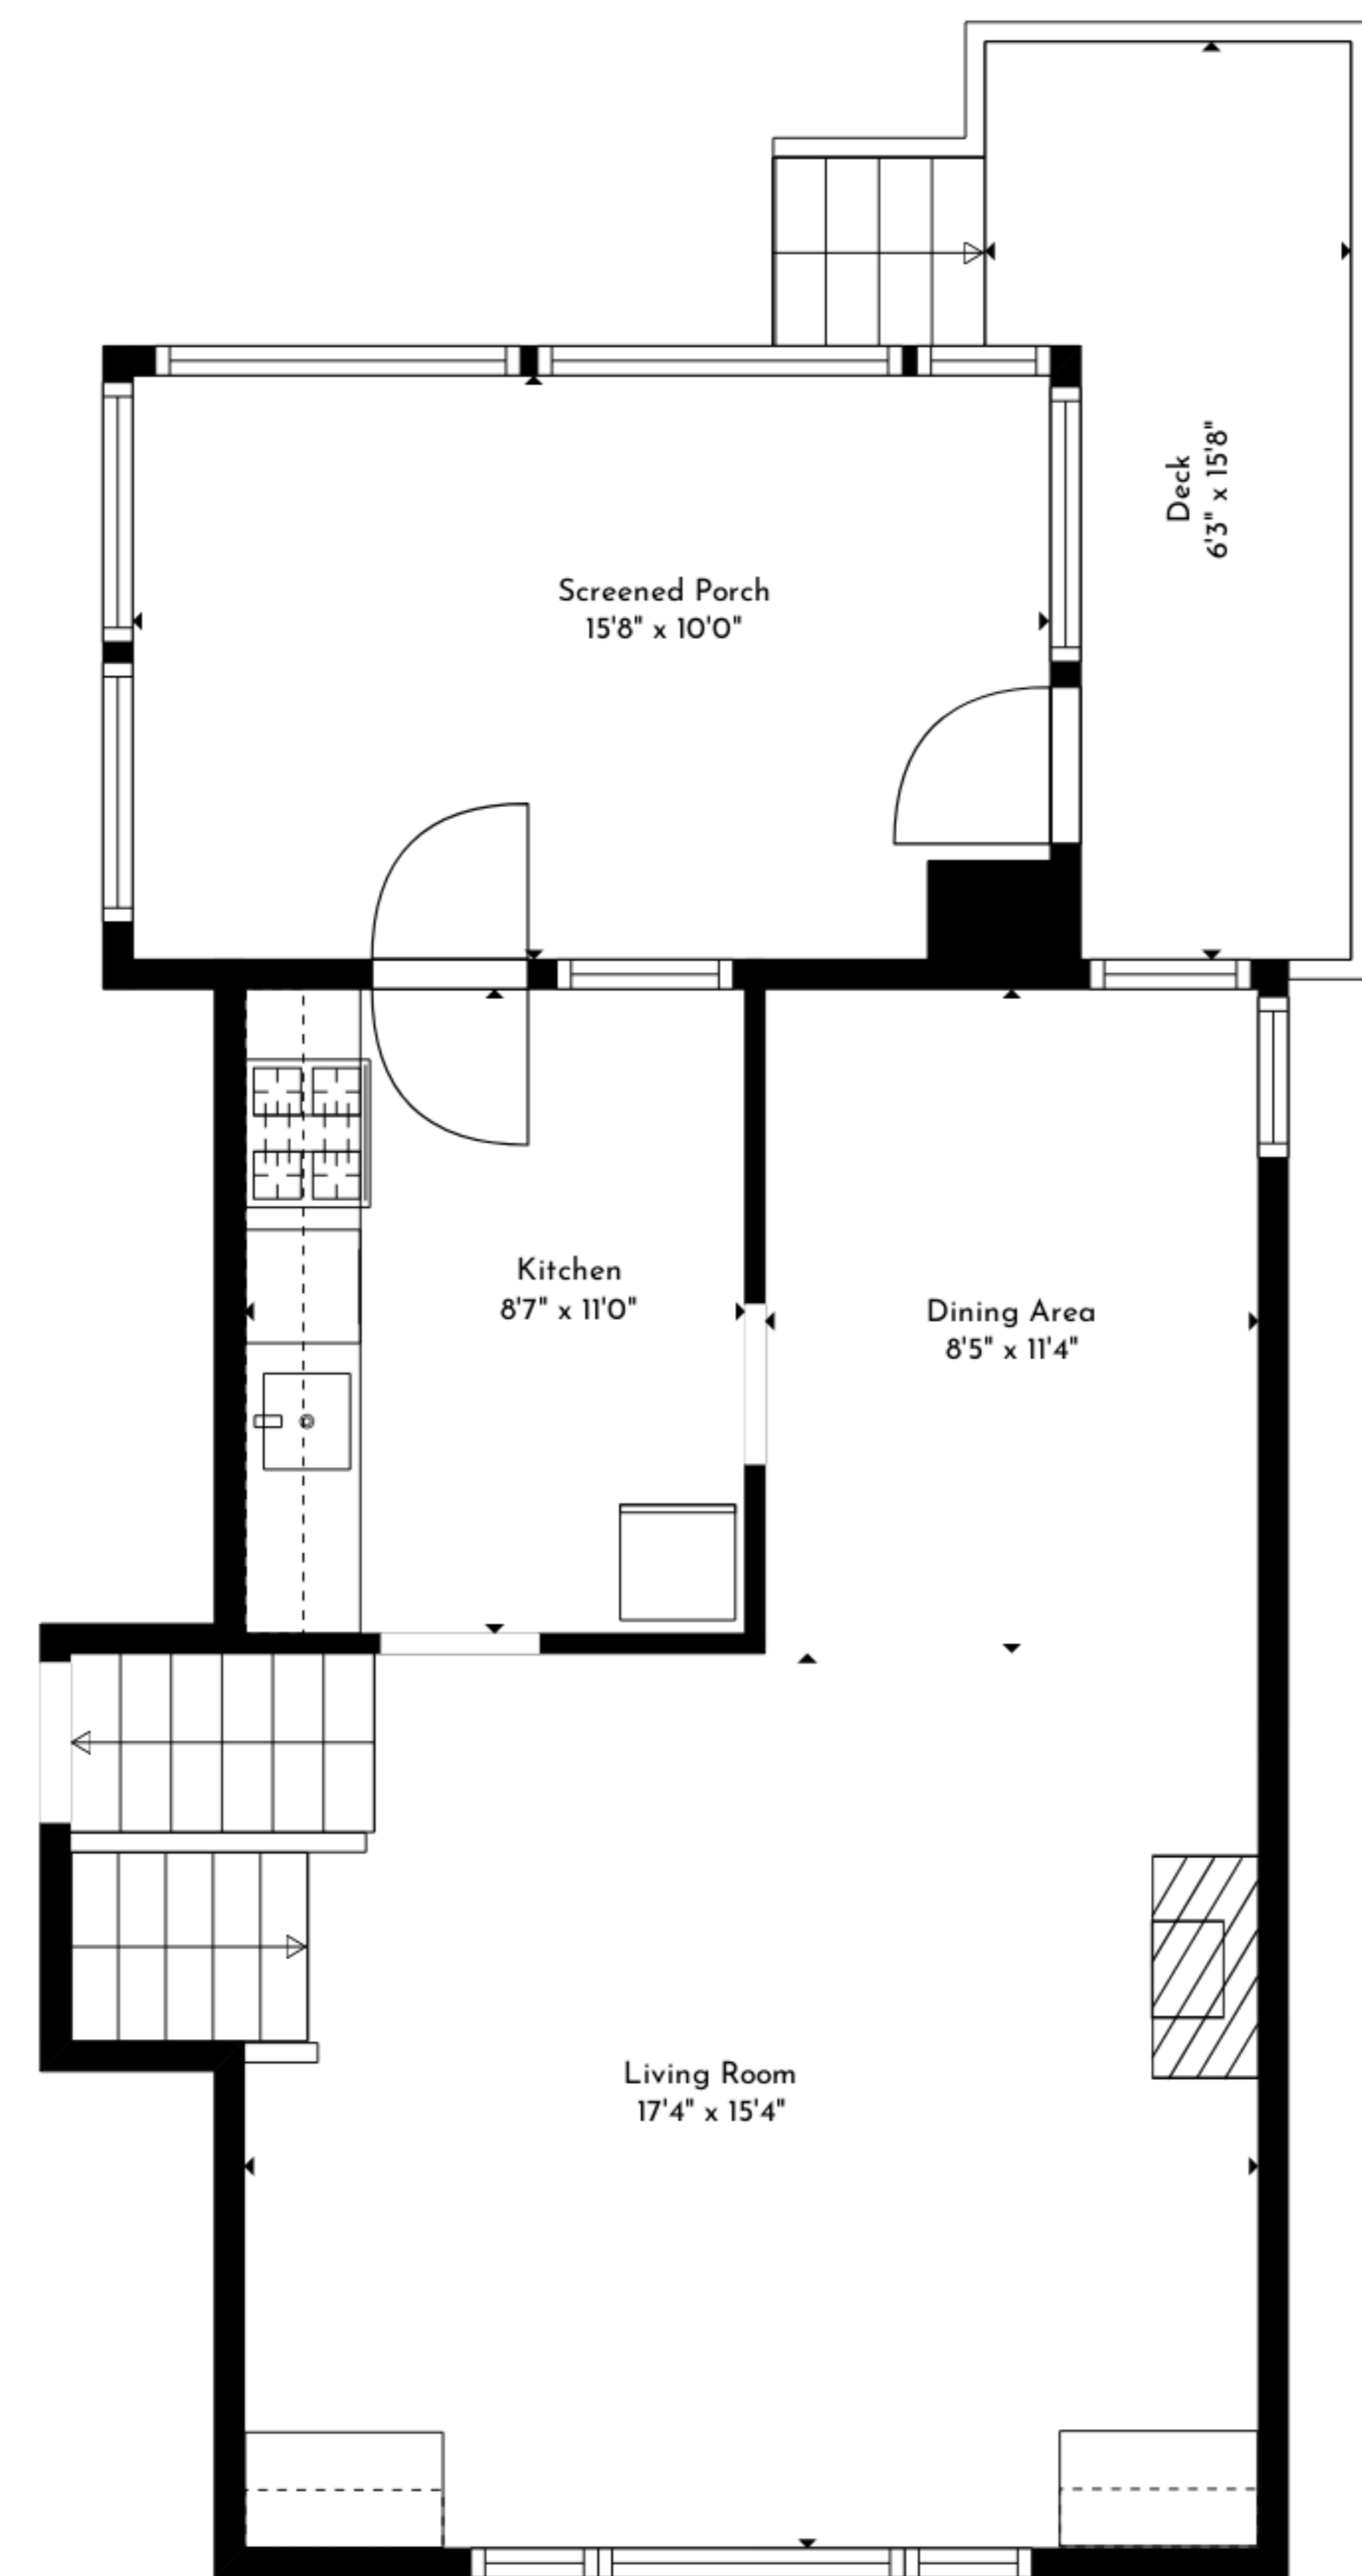 Deck
6'3" x 15'8"
Screened Porch
15'8" x 10'0"
Kitchen
8'7" x 11'0"
Dining Area
8'5" x 11'4"
Living Room
17'4" x 15'4"